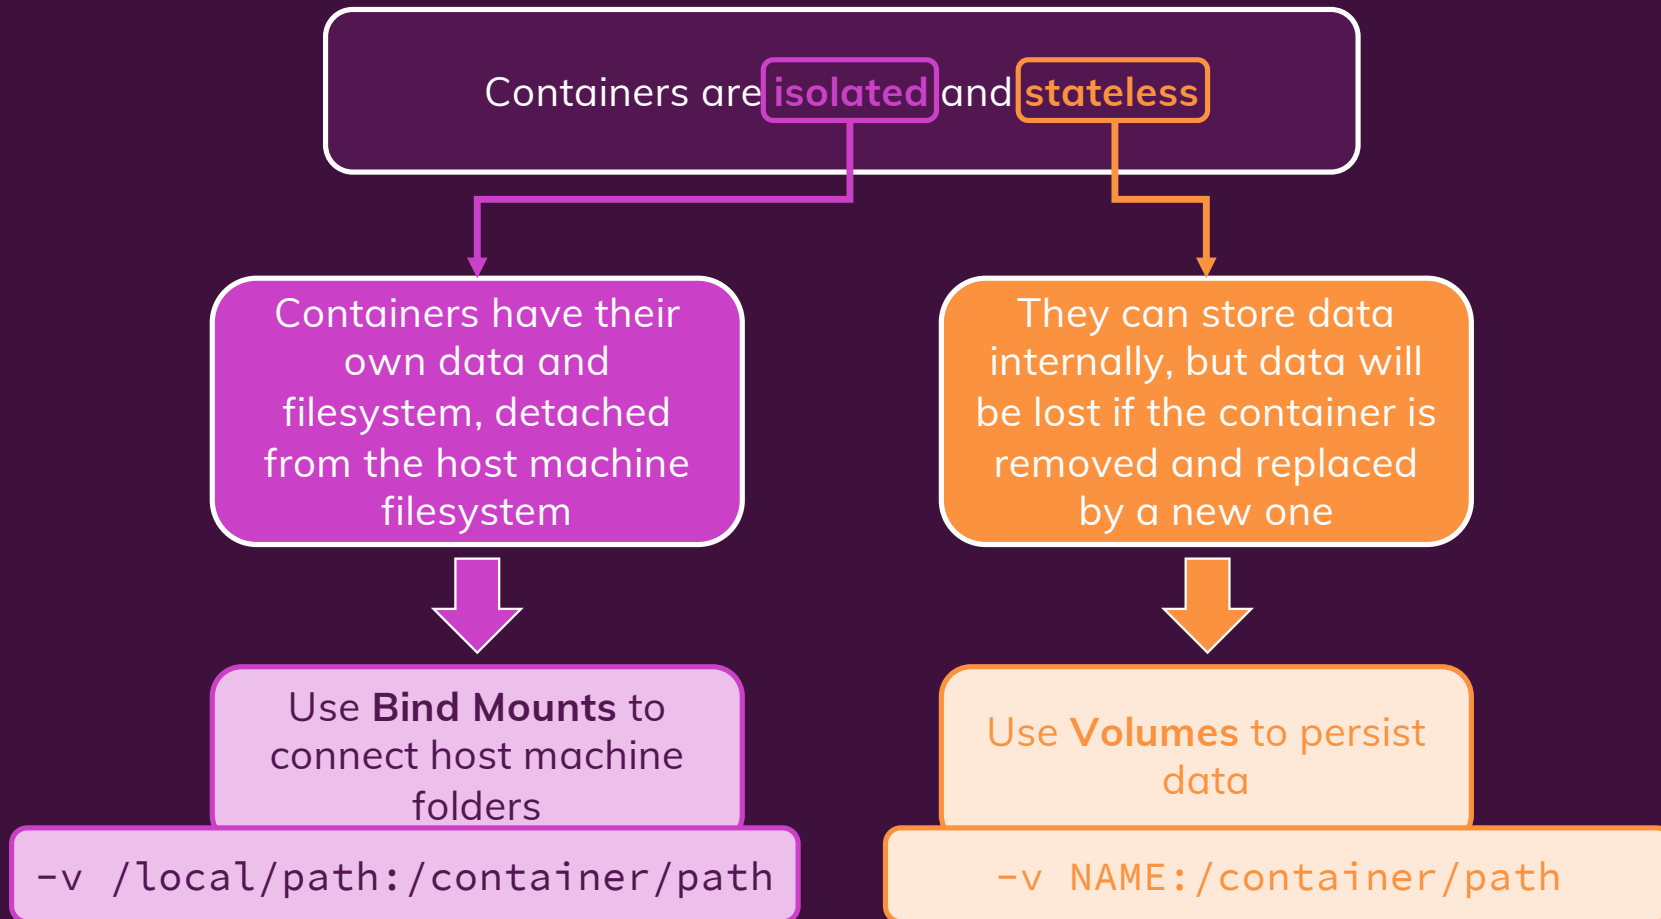 Containers are isolated and stateless
Containers have their
own data and
filesystem, detached
from the host machine
filesystem
They can store data
internally, but data will
be lost if the container is
removed and replaced
by a new one
Use Bind Mounts to
connect host machine
folders
-v /local/path:/container/path
Use Volumes to persist
data
-v NAME:/container/path